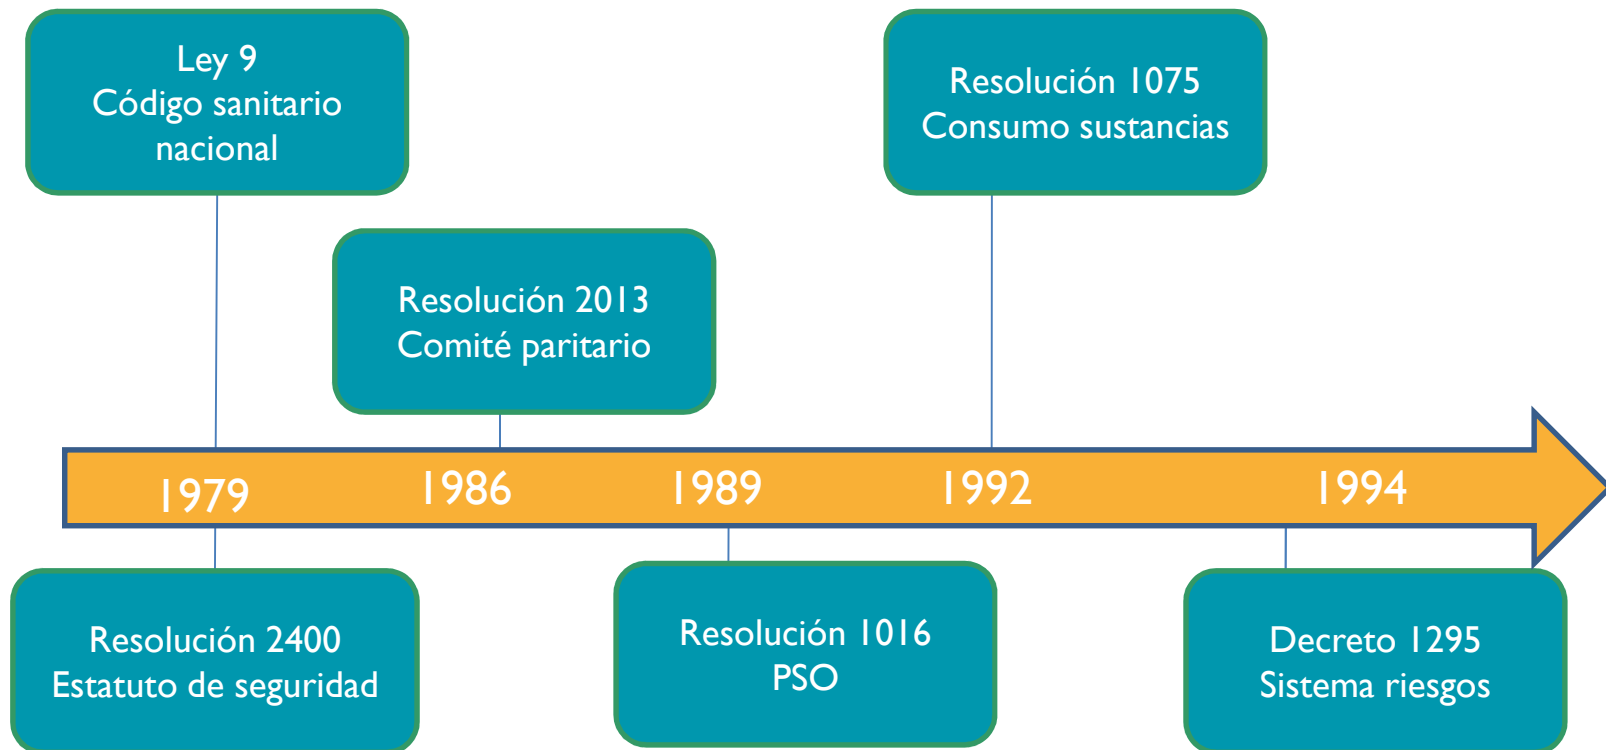 Ley 9
Código sanitario
nacional
Resolución 1075
Consumo sustancias
Resolución 2013
Comité paritario
1979
1986
1989
1992
1994
Resolución 2400
Estatuto de seguridad
Resolución 1016
PSO
Decreto 1295
Sistema riesgos